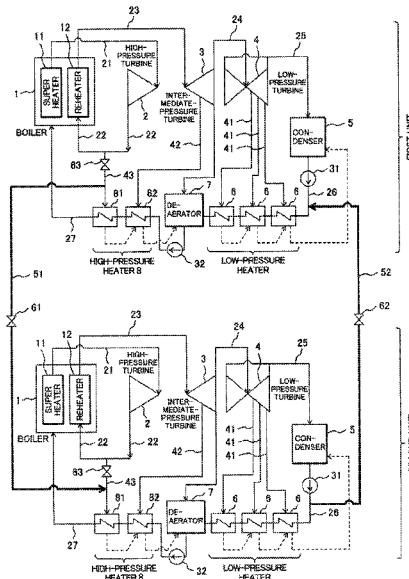 23
24
11
12
21
HIGH-
PRESSURE
TURBINE
3
4
25
1
SUPER
HEATER
REHEATER
INTER-
MEDIATE-
PRESSURE
TURBINE
LOW-
PRESSURE
TURBINE
22
22
2
42
41
41
41
CON-
DENSER
5
BOILER
63
43
7
31
26
81
82
DE-
AERATOR
6
6
6
27
32
HIGH-PRESSURE
HEATER 8
LOW-PRESSURE
HEATER
51
52
61
62
23
24
11
12
21
HIGH-
PRESSURE
TURBINE
3
4
25
1
SUPER
HEATER
REHEATER
INTER-
MEDIATE-
PRESSURE
TURBINE
LOW-
PRESSURE
TURBINE
22
22
2
42
41
41
41
CON-
DENSER
5
BOILER
63
43
7
31
26
81
82
DE-
AERATOR
6
6
6
27
32
HIGH-PRESSURE
HEATER 8
LOW-PRESSURE
HEATER